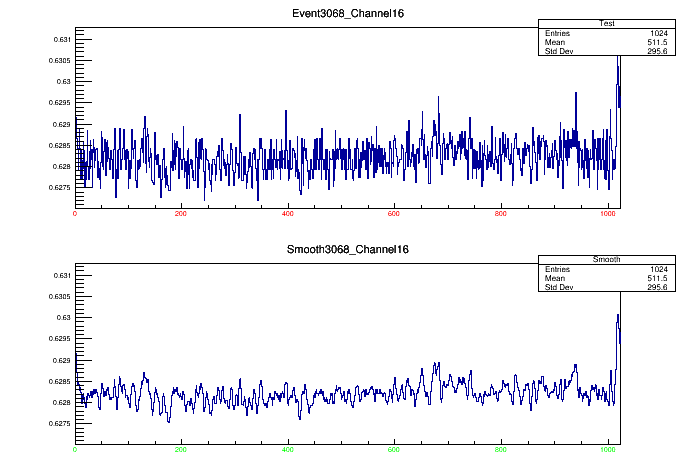 Event3068_Channel16
Test
Entries 1024
Mean 511.5
Std Dev 295.6
0.631
0.6305
0.63
0.6295
0.629
0.6285
0.628
0.6275
0 200 400 600 800 1000
Smooth3068_Channel16
Smooth
Entries 1024
Mean 511.5
Std Dev 295.6
0.631
0.6305
0.63
0.629
0.6285
0.628
0.6275
0 200 400 600 800 1000